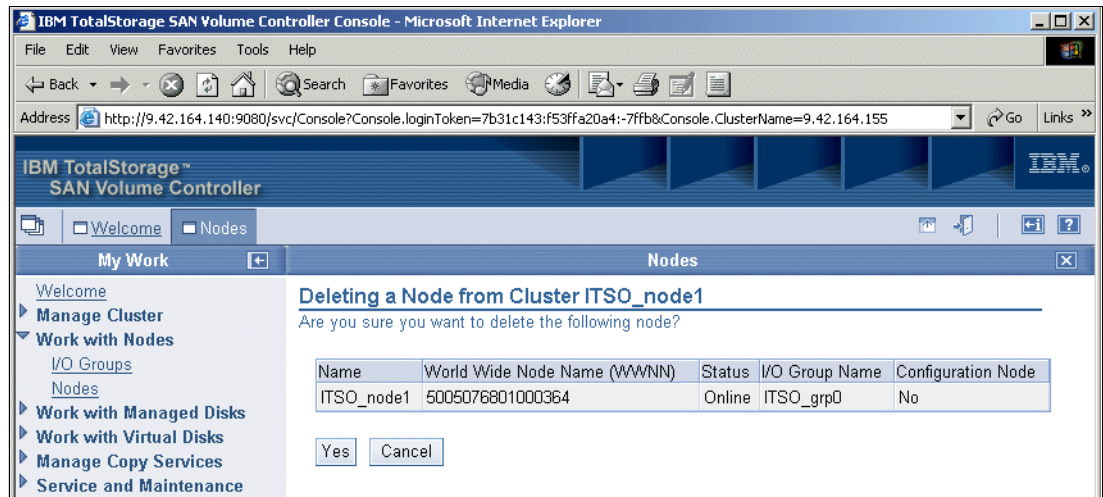 IBM TotalStorage SAN Volume Controller Console - Microsoft Internet Explorer
File Edit View Favorites Tools Help
Back Search Favorites Media
Address http://9.42.164.140:9080/svc/Console?Console.loginToken=7b31c143:f53ffa20a4:-7ffb&Console.ClusterName=9.42.164.155 Go Links »
IBM TotalStorage™
SAN Volume Controller
IBM®
Welcome Nodes
My Work
Nodes
Welcome
Manage Cluster
Work with Nodes
I/O Groups
Nodes
Work with Managed Disks
Work with Virtual Disks
Manage Copy Services
Service and Maintenance
Deleting a Node from Cluster ITSO_node1
Are you sure you want to delete the following node?
Name World Wide Node Name (WWNN) Status I/O Group Name Configuration Node
ITSO_node1 5005076801000364 Online ITSO_grp0 No
Yes Cancel